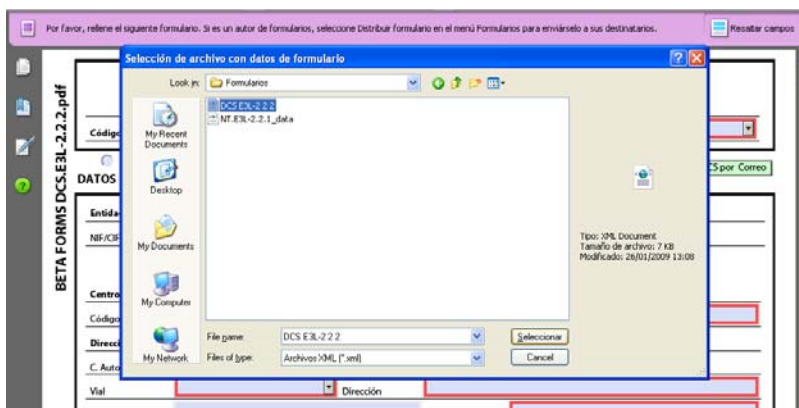 Por favor, rellene el siguiente formulario. Si es un autor de formularios, seleccione Distribuir formulario en el menú Formularios para enviárselo a sus destinatarios.
Resaltar campos
Selección de archivo con datos de formulario
Look in:
Formularios
DCS E3L-2 2 2
NT.E3L-2.2.1_data
My Recent Documents
Desktop
My Documents
My Computer
My Network
Tipo: XML Document
Tamaño de archivo: 7 KB
Modificado: 26/01/2009 13:08
File name:
DCS E3L-2 2 2
Seleccionar
Files of type:
Archivos XML (*.xml)
Cancel
BETA FORMS DCS.E3L-2.2.2.pdf
Código
DATOS
CS por Correo
Entida
NIF/CIF
Centro
Código
Direcci
C. Auto
Vial
Dirección